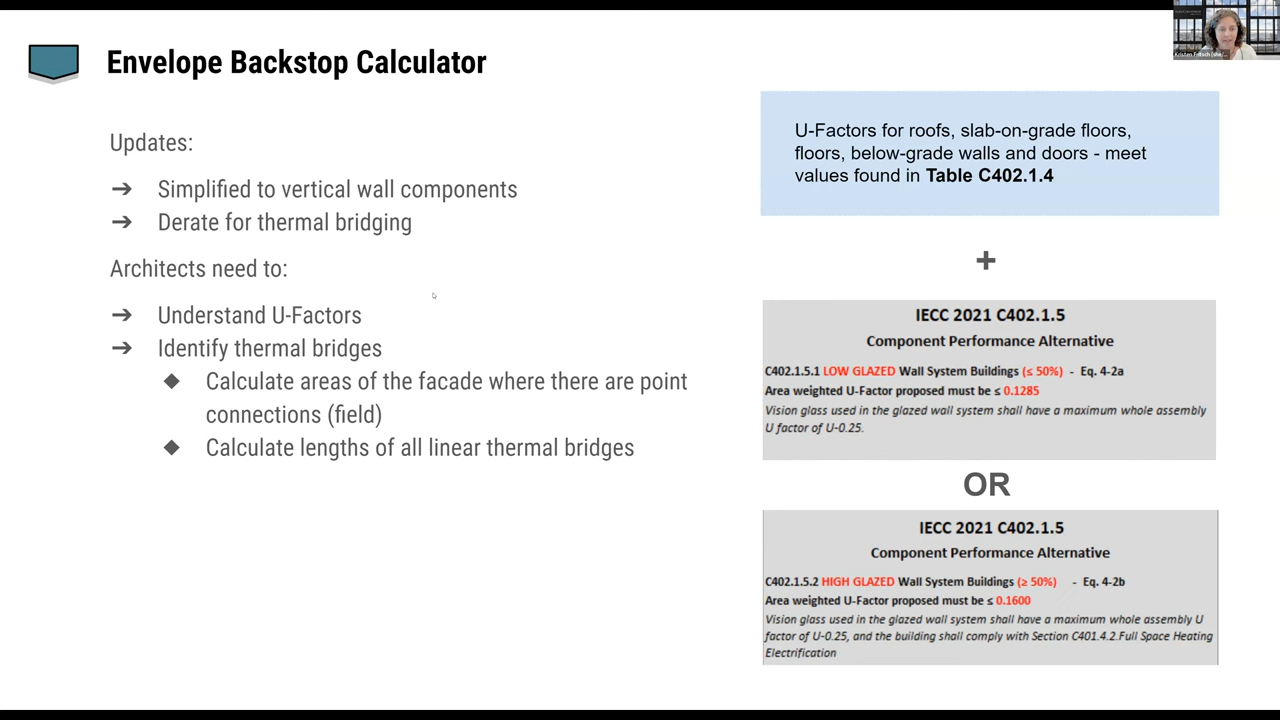 Envelope Backstop Calculator
Updates:
➔ Simplified to vertical wall components
➔ Derate for thermal bridging
Architects need to:
➔ Understand U-Factors
➔ Identify thermal bridges
◆ Calculate areas of the facade where there are point
connections (field)
◆ Calculate lengths of all linear thermal bridges
U-Factors for roofs, slab-on-grade floors,
floors, below-grade walls and doors - meet
values found in Table C402.1.4
+
IECC 2021 C402.1.5
Component Performance Alternative
C402.1.5.1 LOW GLAZED Wall System Buildings (≤ 50%) - Eq. 4-2a
Area weighted U-Factor proposed must be ≤ 0.1285
Vision glass used in the glazed wall system shall have a maximum whole assembly
U factor of U-0.25.
OR
IECC 2021 C402.1.5
Component Performance Alternative
C402.1.5.2 HIGH GLAZED Wall System Buildings (≥ 50%) - Eq. 4-2b
Area weighted U-Factor proposed must be ≤ 0.1600
Vision glass used in the glazed wall system shall have a maximum whole assembly U
factor of U-0.25, and the building shall comply with Section C401.4.2.Full Space Heating
Electrification
Kristen Fritsch (she/...